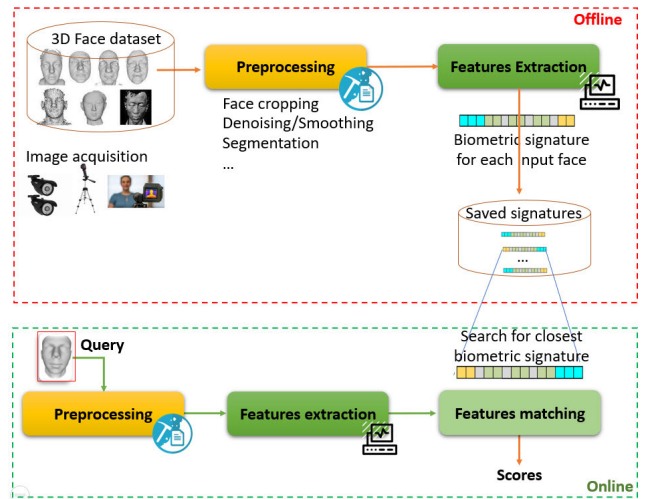 Offline
3D Face dataset
Preprocessing
Features Extraction
Face cropping
Denoising/Smoothing
Segmentation
...
Biometric signature
for each input face
Image acquisition
Saved signatures
...
Query
Search for closest
biometric signature
Preprocessing
Features extraction
Features matching
Scores
Online